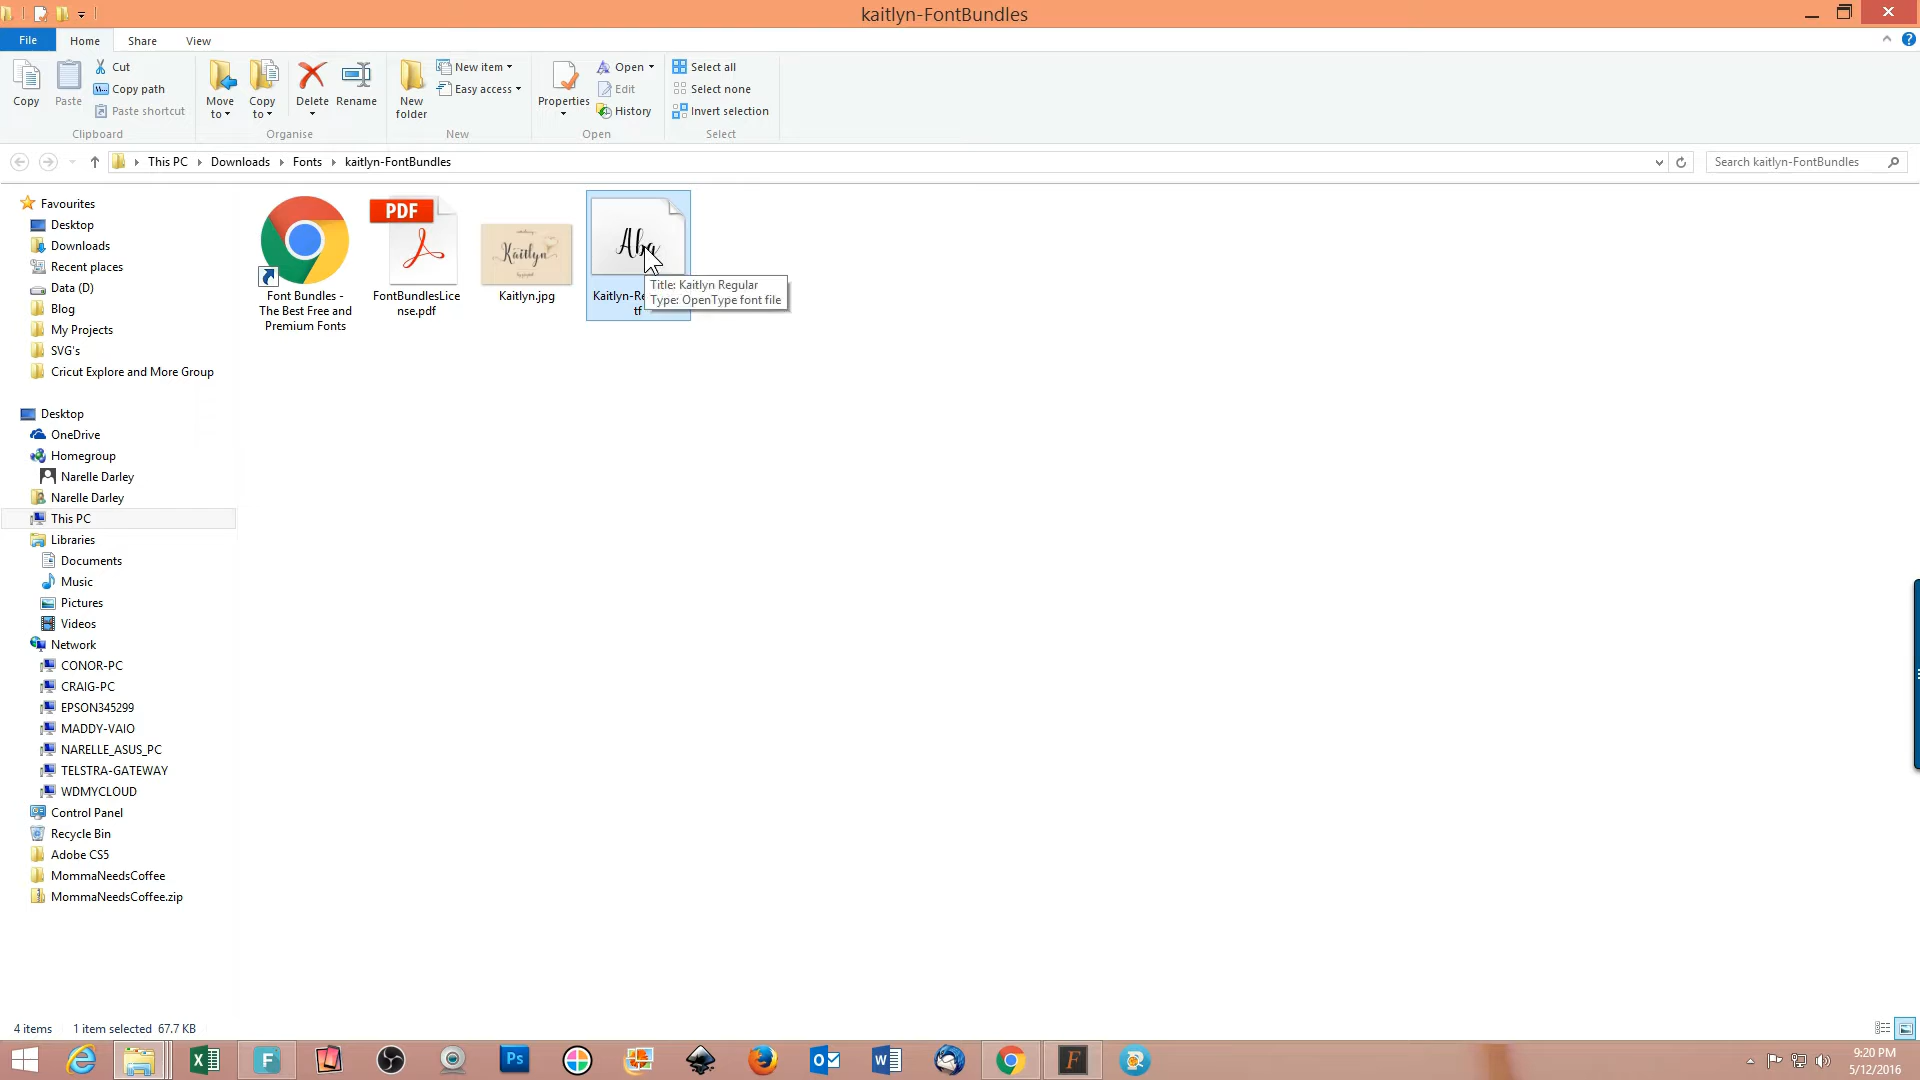 kaitlyn-FontBundles
File
Home
Share
View
Copy
Paste
Cut
Copy path
Paste shortcut
Clipboard
Move to
Copy to
Delete
Rename
Organise
New folder
New item
Easy access
New
Properties
Open
Edit
History
Open
Select all
Select none
Invert selection
Select
This PC
Downloads
Fonts
kaitlyn-FontBundles
Search kaitlyn-FontBundles
Favourites
Desktop
Downloads
Recent places
Data (D)
Blog
My Projects
SVG's
Cricut Explore and More Group
Desktop
OneDrive
Homegroup
Narelle Darley
Narelle Darley
This PC
Libraries
Documents
Music
Pictures
Videos
Network
CONOR-PC
CRAIG-PC
EPSON345299
MADDY-VAIO
NARELLE_ASUS_PC
TELSTRA-GATEWAY
WDMYCLOUD
Control Panel
Recycle Bin
Adobe CS5
MommaNeedsCoffee
MommaNeedsCoffee.zip
Font Bundles -
The Best Free and
Premium Fonts
PDF
FontBundlesLice
nse.pdf
Kaitlyn
Kaitlyn.jpg
Abg
Kaitlyn-Re
tf
Title: Kaitlyn Regular
Type: OpenType font file
4 items
1 item selected 67.7 KB
F
Ps
F
9:20 PM
5/12/2016